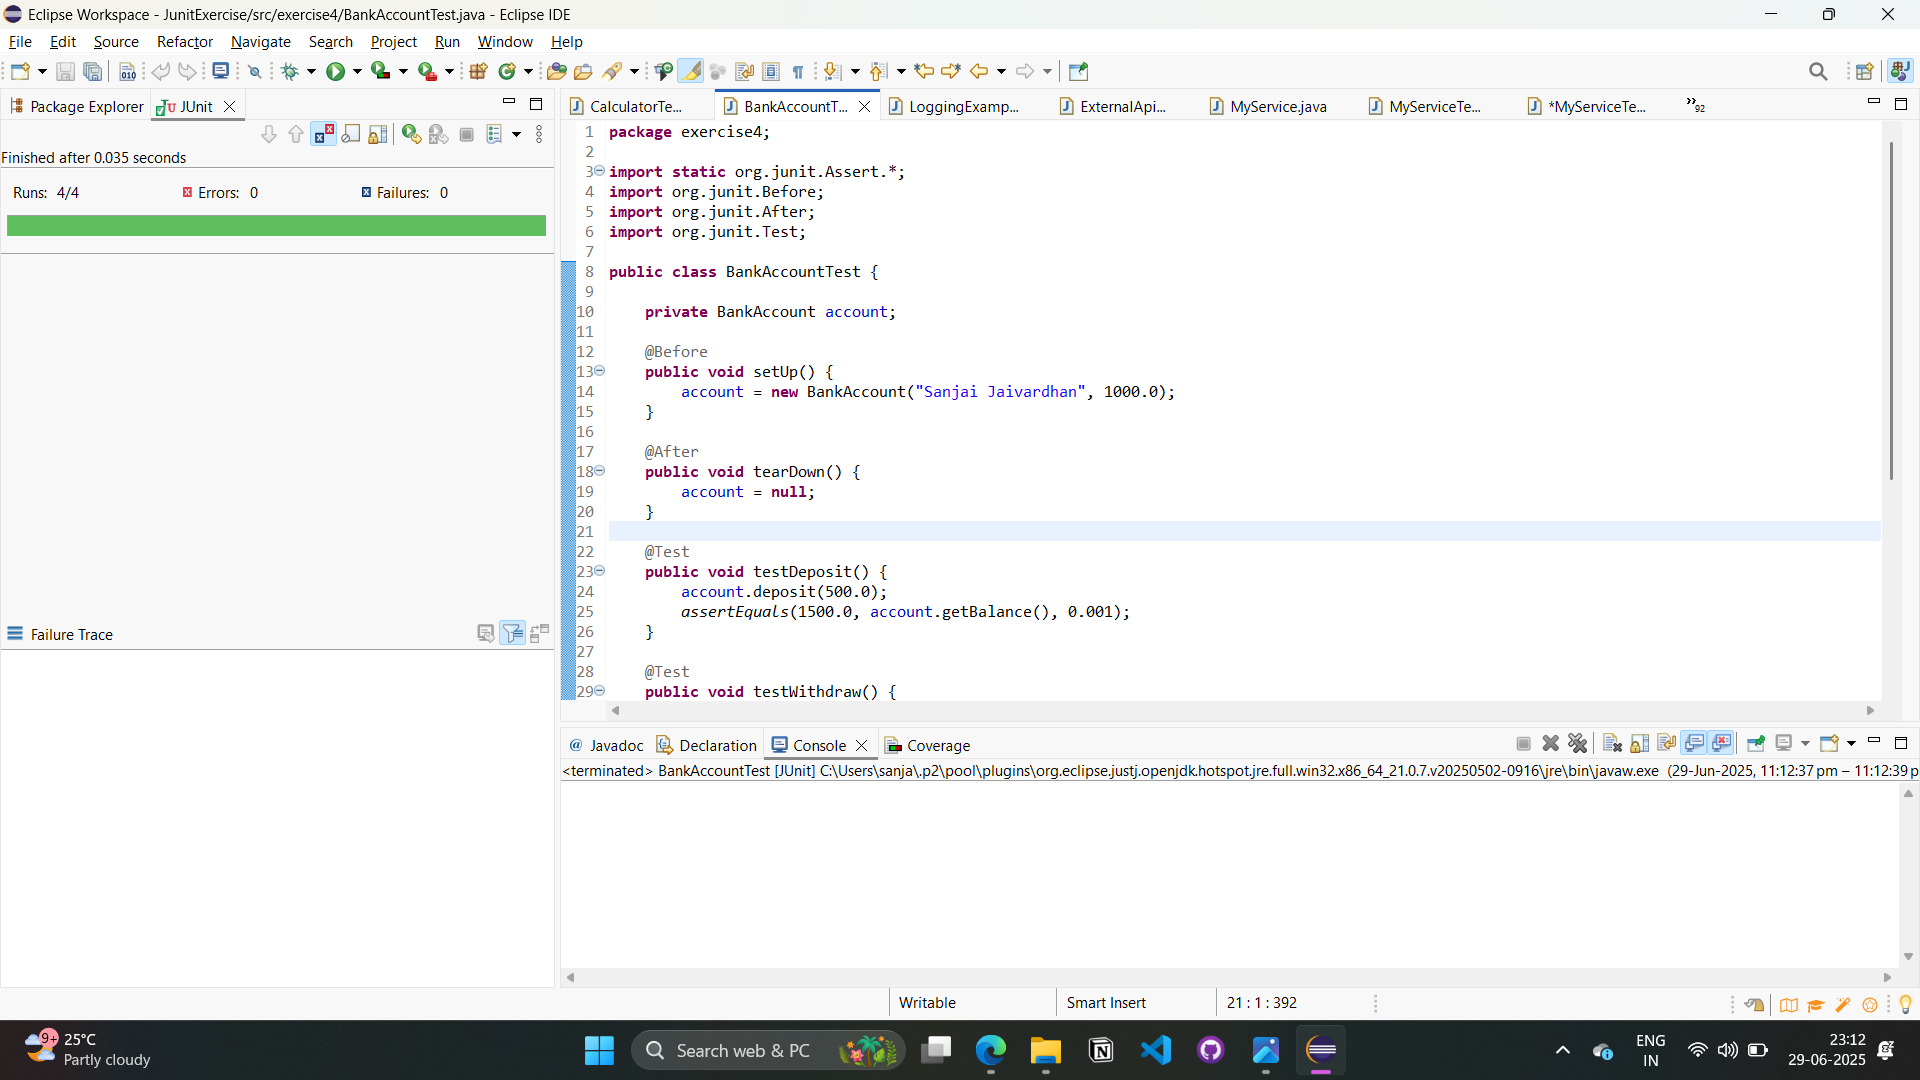 Eclipse Workspace - JunitExercise/src/exercise4/BankAccountTest.java - Eclipse IDE
File Edit Source Refactor Navigate Search Project Run Window Help
Package Explorer JUnit
Finished after 0.035 seconds
Runs: 4/4 Errors: 0 Failures: 0
Failure Trace
CalculatorTe... BankAccountT... LoggingExamp... ExternalApi... MyService.java MyServiceTe... *MyServiceTe... »92
1 package exercise4;
2
3 import static org.junit.Assert.*;
4 import org.junit.Before;
5 import org.junit.After;
6 import org.junit.Test;
7
8 public class BankAccountTest {
9
10 private BankAccount account;
11
12 @Before
13 public void setUp() {
14 account = new BankAccount("Sanjai Jaivardhan", 1000.0);
15 }
16
17 @After
18 public void tearDown() {
19 account = null;
20 }
21
22 @Test
23 public void testDeposit() {
24 account.deposit(500.0);
25 assertEquals(1500.0, account.getBalance(), 0.001);
26 }
27
28 @Test
29 public void testWithdraw() {
@ Javadoc Declaration Console Coverage
<terminated> BankAccountTest [JUnit] C:\Users\sanja\.p2\pool\plugins\org.eclipse.justj.openjdk.hotspot.jre.full.win32.x86_64_21.0.7.v20250502-0916\jre\bin\javaw.exe (29-Jun-2025, 11:12:37 pm – 11:12:39 p
Writable Smart Insert 21 : 1 : 392
9+ 25°C
Partly cloudy
Search web & PC
ENG
IN
23:12
29-06-2025